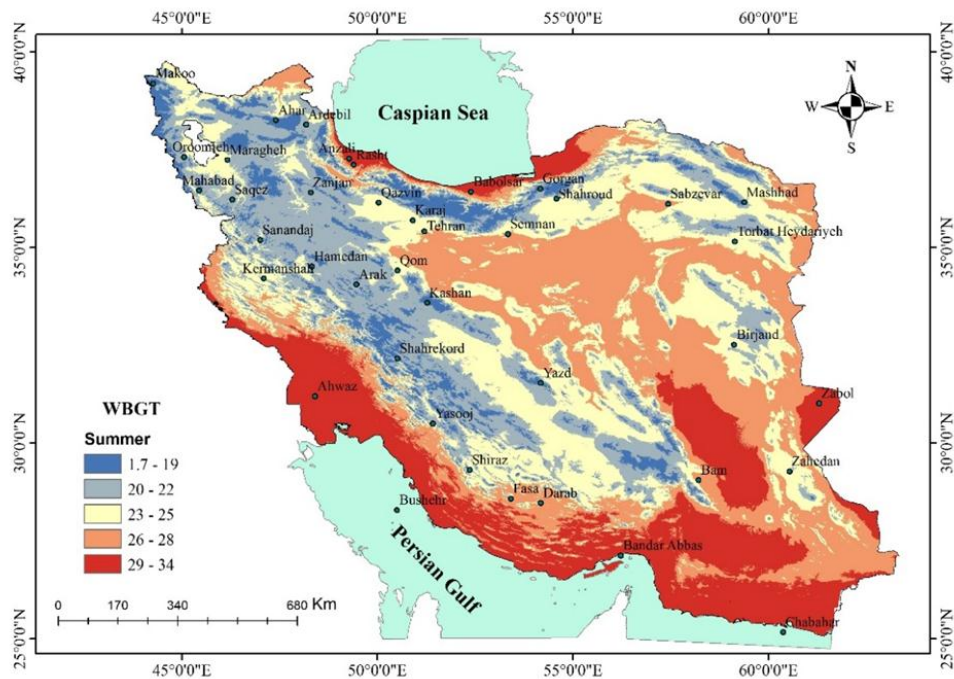 45°0'0"E 50°0'0"E 55°0'0"E 60°0'0"E
40°0'0"N
40°0'0"N
35°0'0"N
35°0'0"N
30°0'0"N
30°0'0"N
25°0'0"N
25°0'0"N
N
W E
S
Caspian Sea
Makoo
Ahar
Ardebil
Oroomieh
Maragheh
Anzali
Rasht
Mahabad
Saqez
Zanjan
Qazvin
Babolsar
Gorgan
Shahroud
Sabzevar
Mashhad
Karaj
Tehran
Semnan
Torbat Heydariyeh
Sanandaj
Hamedan
Kermanshah
Arak
Qom
Kashan
Birjand
Shahrekord
Yazd
Ahwaz
Zabol
Yasooj
Shiraz
Bam
Zahedan
Fasa
Darab
Bushehr
Bandar Abbas
Persian Gulf
Chabahar
WBGT
Summer
1.7 - 19
20 - 22
23 - 25
26 - 28
29 - 34
0 170 340 680 Km
45°0'0"E 50°0'0"E 55°0'0"E 60°0'0"E